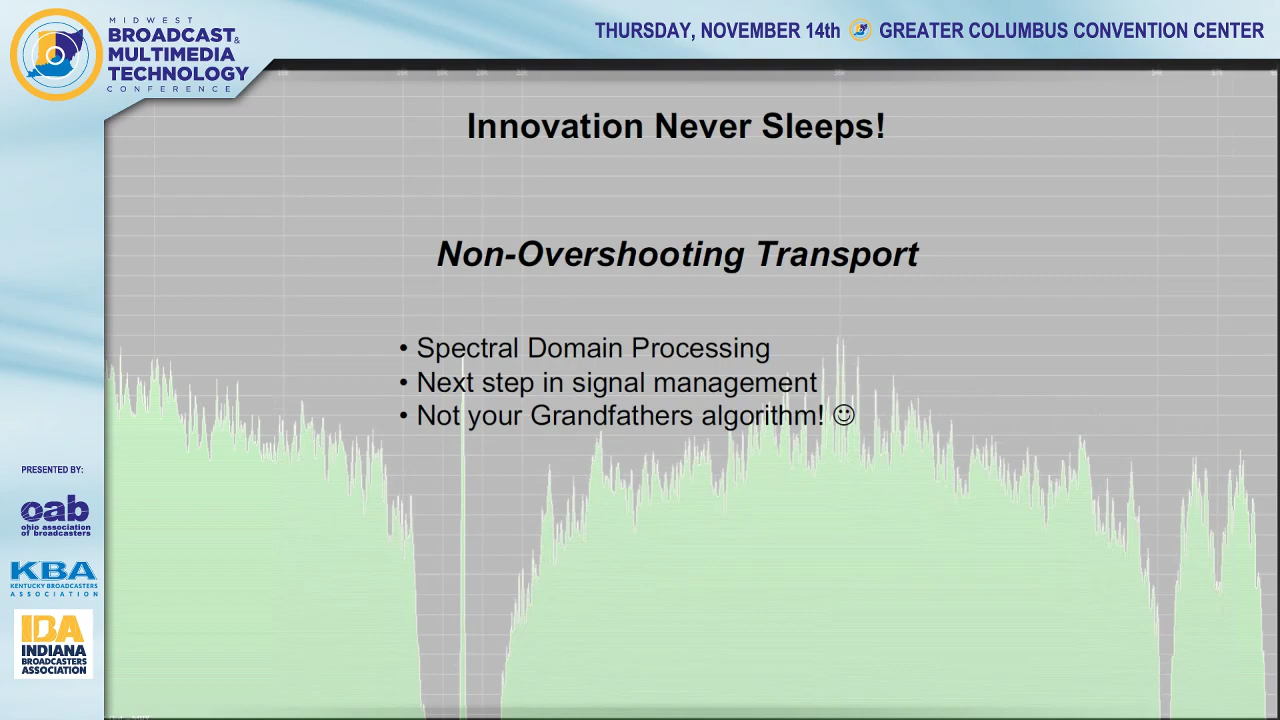 MIDWEST
BROADCAST&
MULTIMEDIA
TECHNOLOGY
CONFERENCE
THURSDAY, NOVEMBER 14th GREATER COLUMBUS CONVENTION CENTER
Innovation Never Sleeps!
Non-Overshooting Transport
• Spectral Domain Processing
• Next step in signal management
• Not your Grandfathers algorithm! ☺
PRESENTED BY:
oab
ohio association
of broadcasters
KBA
KENTUCKY BROADCASTERS
ASSOCIATION
IBA
INDIANA
BROADCASTERS
ASSOCIATION